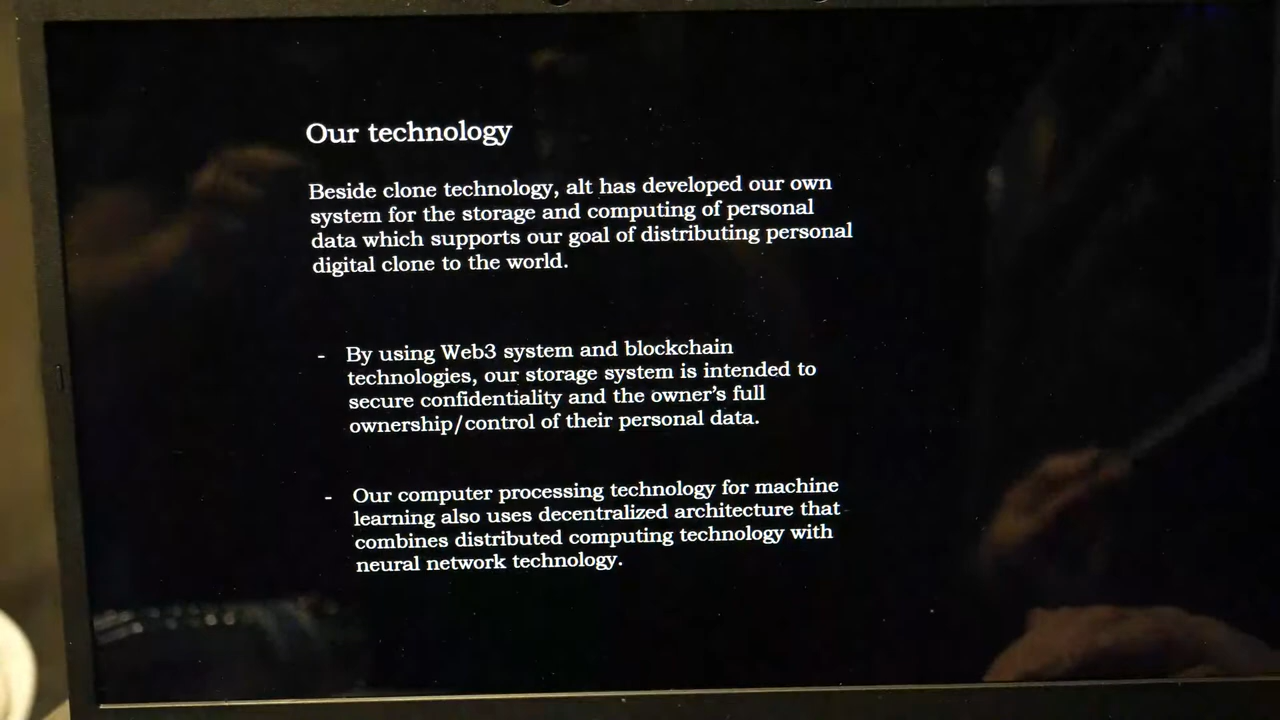 Our technology
Beside clone technology, alt has developed our own
system for the storage and computing of personal
data which supports our goal of distributing personal
digital clone to the world.
- By using Web3 system and blockchain
technologies, our storage system is intended to
secure confidentiality and the owner's full
ownership/control of their personal data.
- Our computer processing technology for machine
learning also uses decentralized architecture that
combines distributed computing technology with
neural network technology.